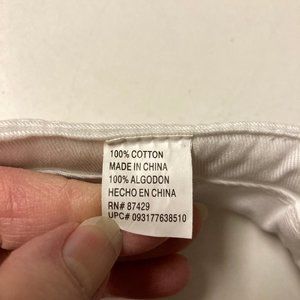 100% COTTON
MADE IN CHINA
100% ALGODON
HECHO EN CHINA
RN# 87429
UPC# 093177638510